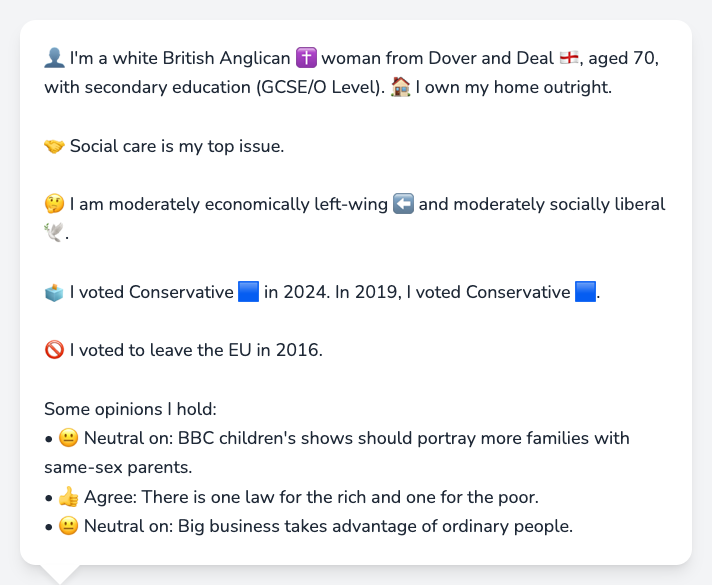 👤 I'm a white British Anglican ✝️ woman from Dover and Deal 🏴󠁧󠁢󠁥󠁮󠁧󠁿, aged 70,
with secondary education (GCSE/O Level). 🏠 I own my home outright.
🤝 Social care is my top issue.
🤔 I am moderately economically left-wing ⬅️ and moderately socially liberal
🕊️.
🗳️ I voted Conservative 🟦 in 2024. In 2019, I voted Conservative 🟦.
🚫 I voted to leave the EU in 2016.
Some opinions I hold:
• 😐 Neutral on: BBC children's shows should portray more families with
same-sex parents.
• 👍 Agree: There is one law for the rich and one for the poor.
• 😐 Neutral on: Big business takes advantage of ordinary people.